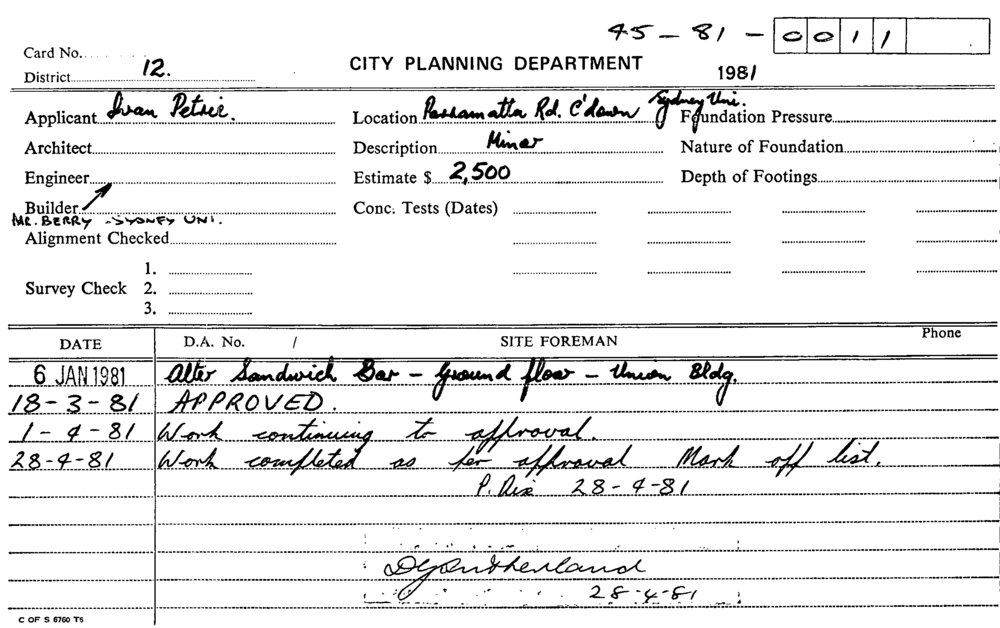 45 - 81 - 0011
Card No.
District 12.
CITY PLANNING DEPARTMENT
1981
Applicant Ivan Petrie.
Location Parramatta Rd. C'down Sydney Uni.
Foundation Pressure
Architect
Description Minor
Nature of Foundation
Engineer
Estimate $ 2,500
Depth of Footings
Builder
Conc. Tests (Dates)
MR. BERRY - SYDNEY UNI.
Alignment Checked
1.
Survey Check 2.
3.
DATE D.A. No. / SITE FOREMAN Phone
6 JAN 1981 Alter Sandwich Bar - Ground floor - Union Bldg.
18-3-81 APPROVED.
1-4-81 Work continuing to approval.
28-4-81 Work completed as per approval Mark off list.
P. Rix 28-4-81
28-4-81
C OF S 6760 T6